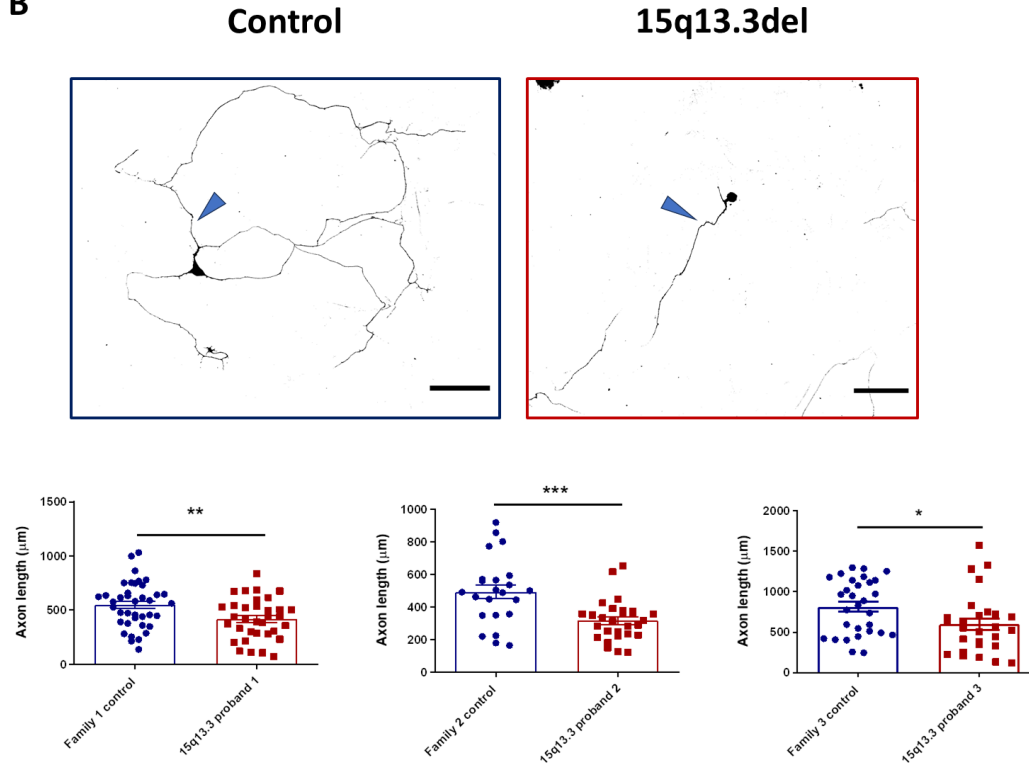 B
Control
15q13.3del
Axon length (μm)
1500
1000
500
0
**
Family 1 control
15q13.3 proband 1
Axon length (μm)
1000
800
600
400
200
0
***
Family 2 control
15q13.3 proband 2
Axon length (μm)
2000
1500
1000
500
0
*
Family 3 control
15q13.3 proband 3